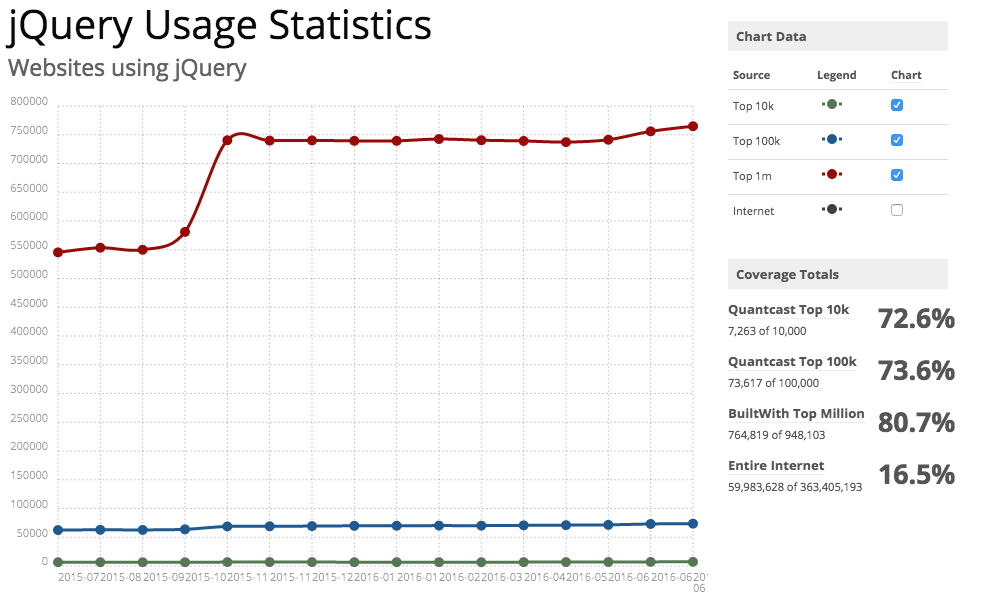 jQuery Usage Statistics
Websites using jQuery
800000
750000
700000
650000
600000
550000
500000
450000
400000
350000
300000
250000
200000
150000
100000
50000
0
2015-07 2015-08 2015-09 2015-10 2015-11 2015-11 2015-12 2016-01 2016-01 2016-02 2016-03 2016-04 2016-05 2016-06 2016-06 201
06
Chart Data
Source Legend Chart
Top 10k
Top 100k
Top 1m
Internet
Coverage Totals
Quantcast Top 10k 72.6%
7,263 of 10,000
Quantcast Top 100k 73.6%
73,617 of 100,000
BuiltWith Top Million 80.7%
764,819 of 948,103
Entire Internet 16.5%
59,983,628 of 363,405,193